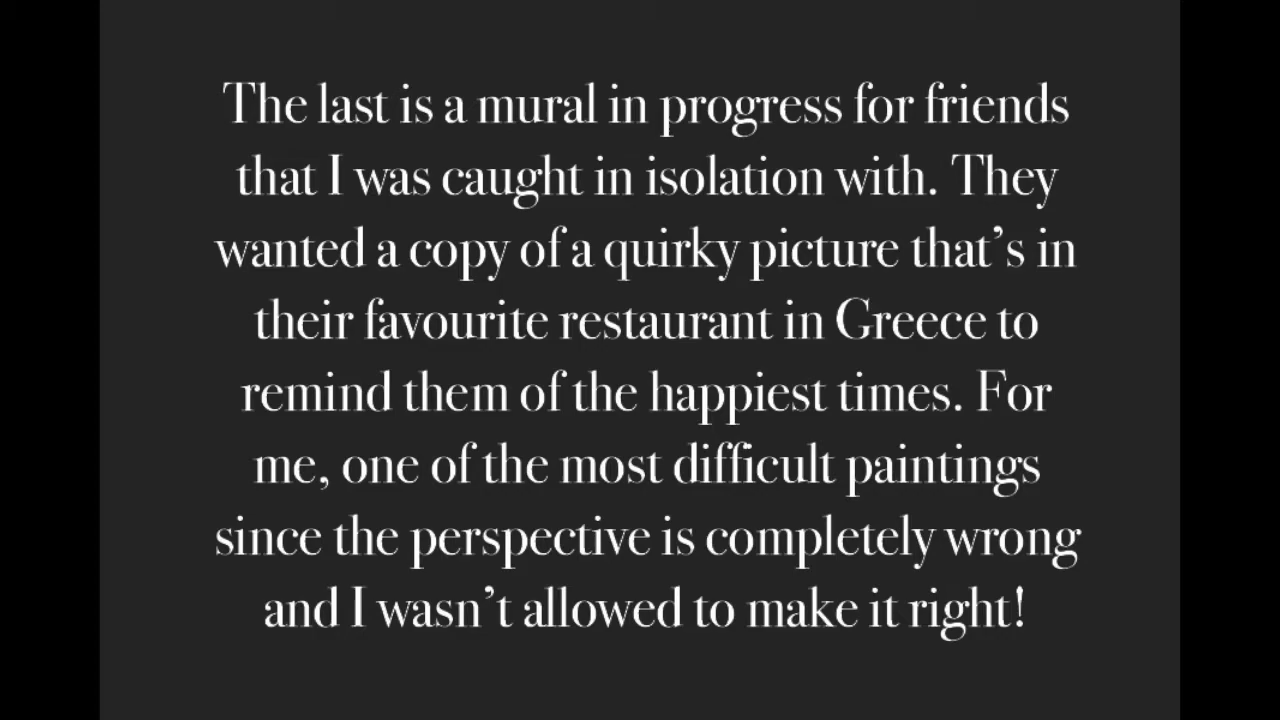 The last is a mural in progress for friends
that I was caught in isolation with. They
wanted a copy of a quirky picture that’s in
their favourite restaurant in Greece to
remind them of the happiest times. For
me, one of the most difficult paintings
since the perspective is completely wrong
and I wasn’t allowed to make it right!